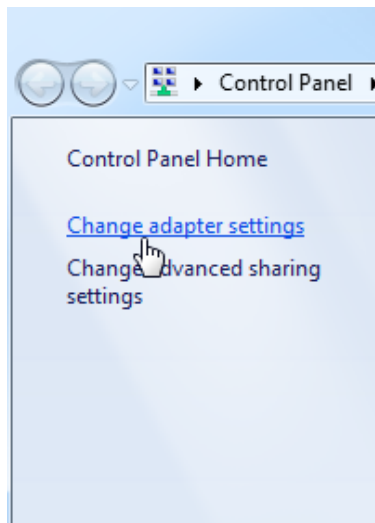 Control Panel
Control Panel Home
Change adapter settings
Change advanced sharing
settings